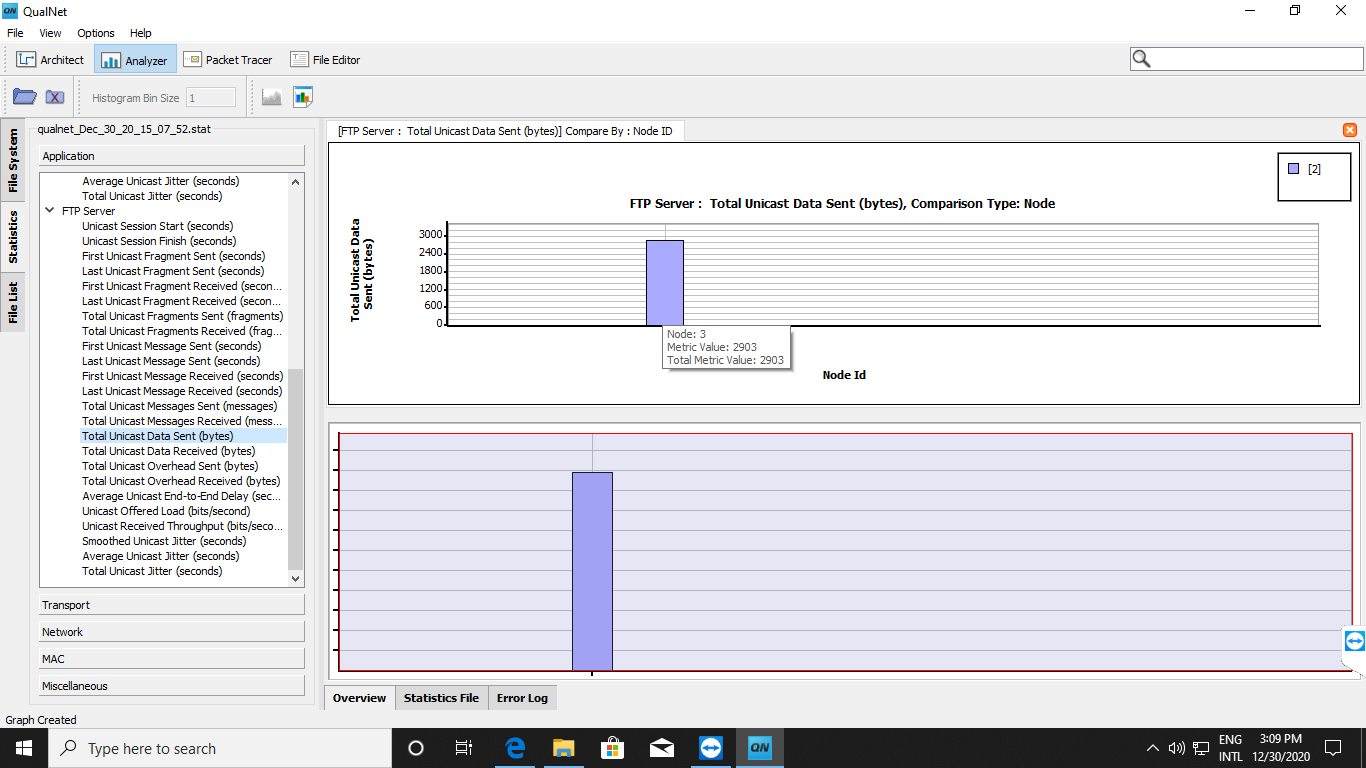 QN QualNet
File View Options Help
Architect Analyzer Packet Tracer File Editor
Histogram Bin Size 1
File System
Statistics
File List
qualnet_Dec_30_20_15_07_52.stat
Application
Average Unicast Jitter (seconds)
Total Unicast Jitter (seconds)
FTP Server
Unicast Session Start (seconds)
Unicast Session Finish (seconds)
First Unicast Fragment Sent (seconds)
Last Unicast Fragment Sent (seconds)
First Unicast Fragment Received (secon...
Last Unicast Fragment Received (secon...
Total Unicast Fragments Sent (fragments)
Total Unicast Fragments Received (frag...
First Unicast Message Sent (seconds)
Last Unicast Message Sent (seconds)
First Unicast Message Received (seconds)
Last Unicast Message Received (seconds)
Total Unicast Messages Sent (messages)
Total Unicast Messages Received (mess...
Total Unicast Data Sent (bytes)
Total Unicast Data Received (bytes)
Total Unicast Overhead Sent (bytes)
Total Unicast Overhead Received (bytes)
Average Unicast End-to-End Delay (sec...
Unicast Offered Load (bits/second)
Unicast Received Throughput (bits/seco...
Smoothed Unicast Jitter (seconds)
Average Unicast Jitter (seconds)
Total Unicast Jitter (seconds)
Transport
Network
MAC
Miscellaneous
[FTP Server : Total Unicast Data Sent (bytes)] Compare By : Node ID
[2]
FTP Server : Total Unicast Data Sent (bytes), Comparison Type: Node
Total Unicast Data
Sent (bytes)
3000
2400
1800
1200
600
0
Node: 3
Metric Value: 2903
Total Metric Value: 2903
Node Id
Overview Statistics File Error Log
Graph Created
Type here to search
QN
ENG
INTL
3:09 PM
12/30/2020